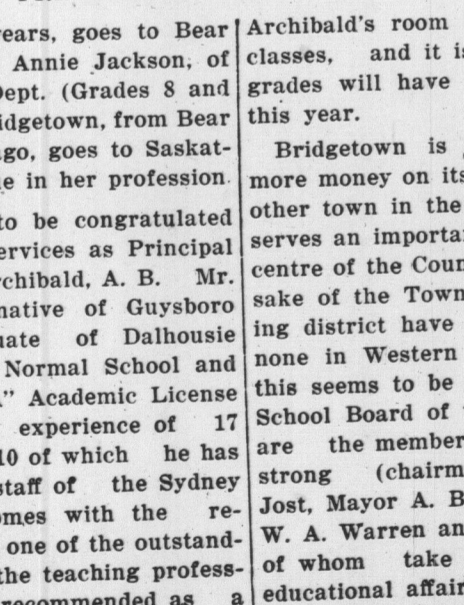 ears, goes to Bear
Annie Jackson, of
Dept. (Grades 8 and
idgetown, from Bear
ago, goes to Saskat-
e in her profession.
to be congratulated
ervices as Principal
rchibald, A. B. Mr.
native of Guysboro
uate of Dalhousie
Normal School and
" Academic License
experience of 17
10 of which he has
staff of the Sydney
omes with the re-
one of the outstand-
the teaching profess-
recommended as a
Archibald's room
classes, and it is
grades will have
this year.
Bridgetown is
more money on its
other town in the
serves an importa
centre of the Coun
sake of the Town
ing district have
none in Western
this seems to be
School Board of
are the member
strong (chairm
Jost, Mayor A. B
W. A. Warren an
of whom take
educational affair